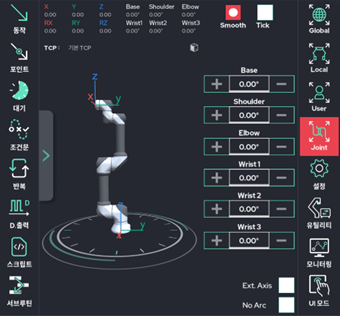 동작
포인트
대기
조건문
반복
D.출력
스크립트
서브루틴
X Y Z
0.00 0.00 0.00
RX RY RZ
0.00 0.00 0.00
Base Shoulder Elbow
0.00° 0.00° 0.00°
Wrist1 Wrist2 Wrist3
0.00° 0.00° 0.00°
Smooth Tick
TCP : 기본 TCP
Z
X
Y
Z
Y
X
Base
+ 0.00° −
Shoulder
+ 0.00° −
Elbow
+ 0.00° −
Wrist 1
+ 0.00° −
Wrist 2
+ 0.00° −
Wrist 3
+ 0.00° −
Ext. Axis
No Arc
Global
Local
User
Joint
설정
유틸리티
모니터링
UI 모드